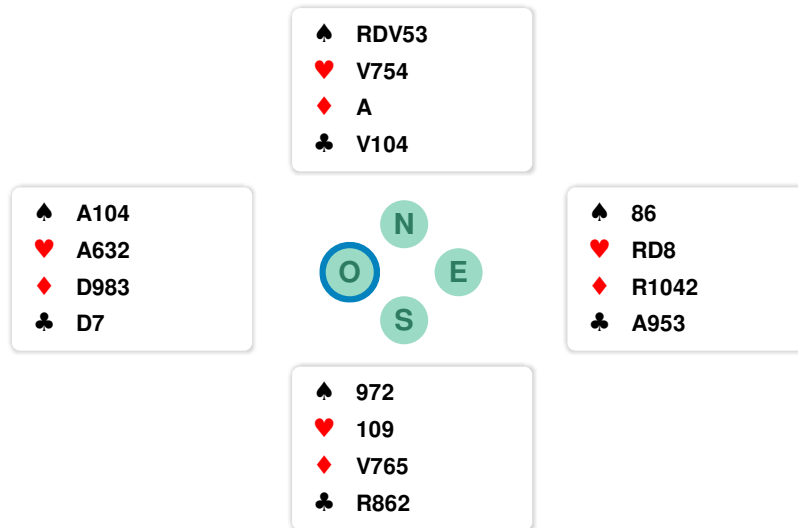 ♠ RDV53
♥ V754
♦ A
♣ V104
♠ A104
♥ A632
♦ D983
♣ D7
N
O E
S
♠ 86
♥ RD8
♦ R1042
♣ A953
♠ 972
♥ 109
♦ V765
♣ R862